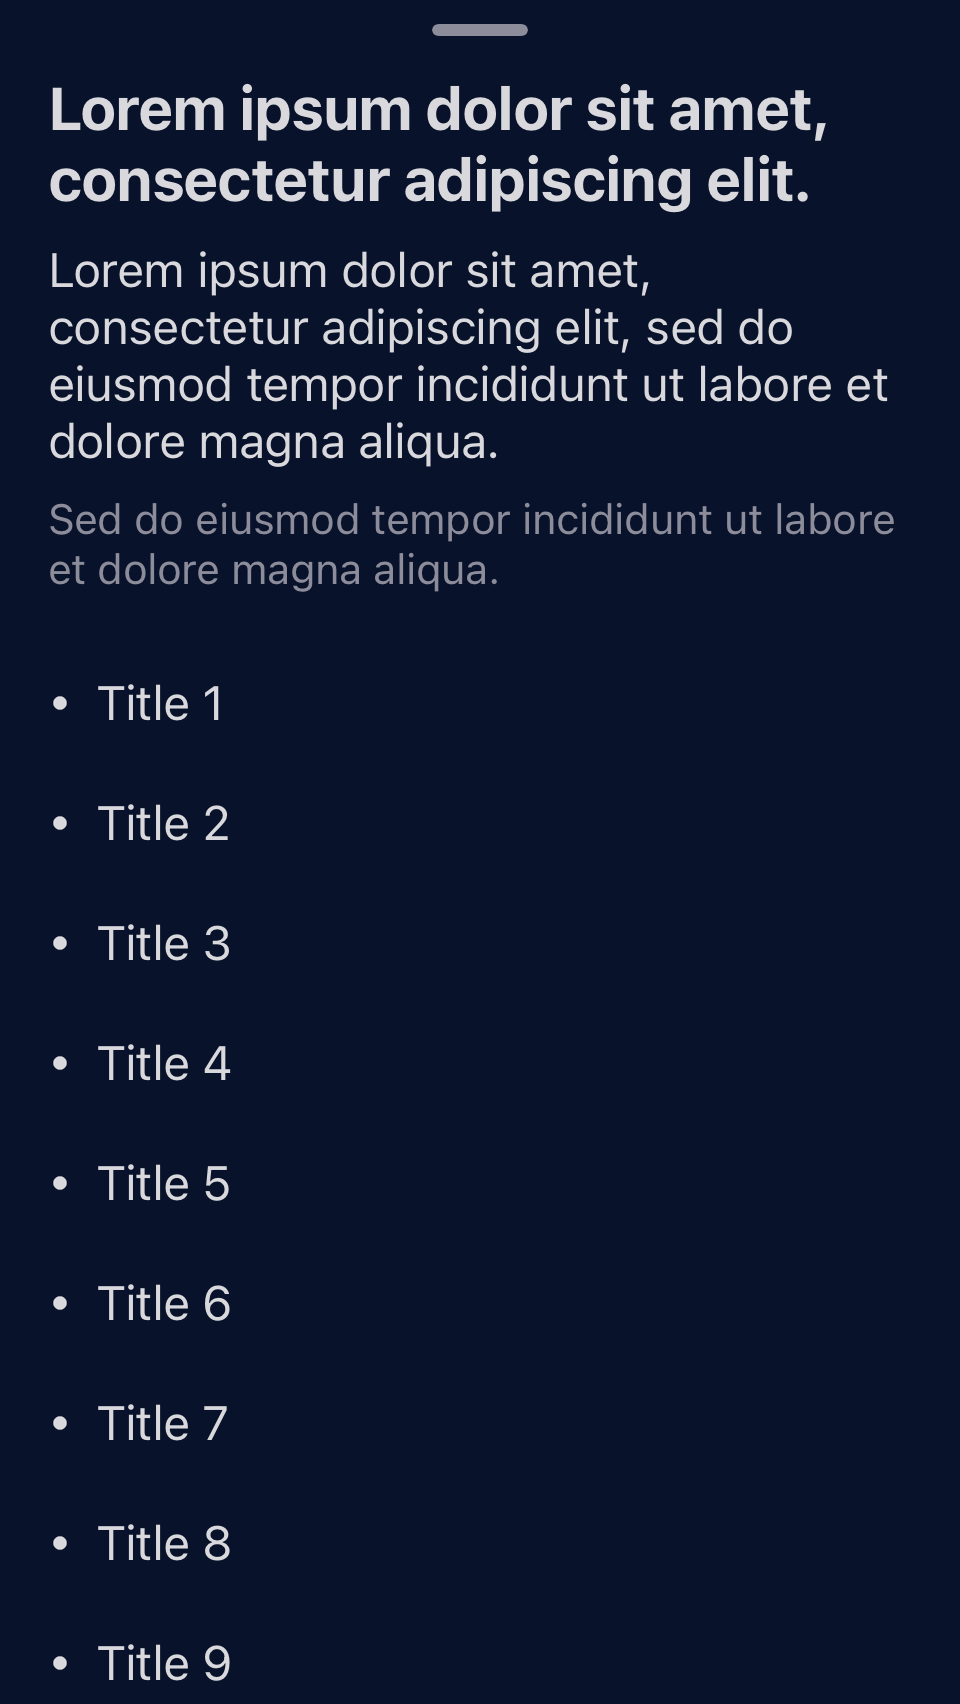 Lorem ipsum dolor sit amet,
consectetur adipiscing elit.
Lorem ipsum dolor sit amet,
consectetur adipiscing elit, sed do
eiusmod tempor incididunt ut labore et
dolore magna aliqua.
Sed do eiusmod tempor incididunt ut labore
et dolore magna aliqua.
• Title 1
• Title 2
• Title 3
• Title 4
• Title 5
• Title 6
• Title 7
• Title 8
• Title 9